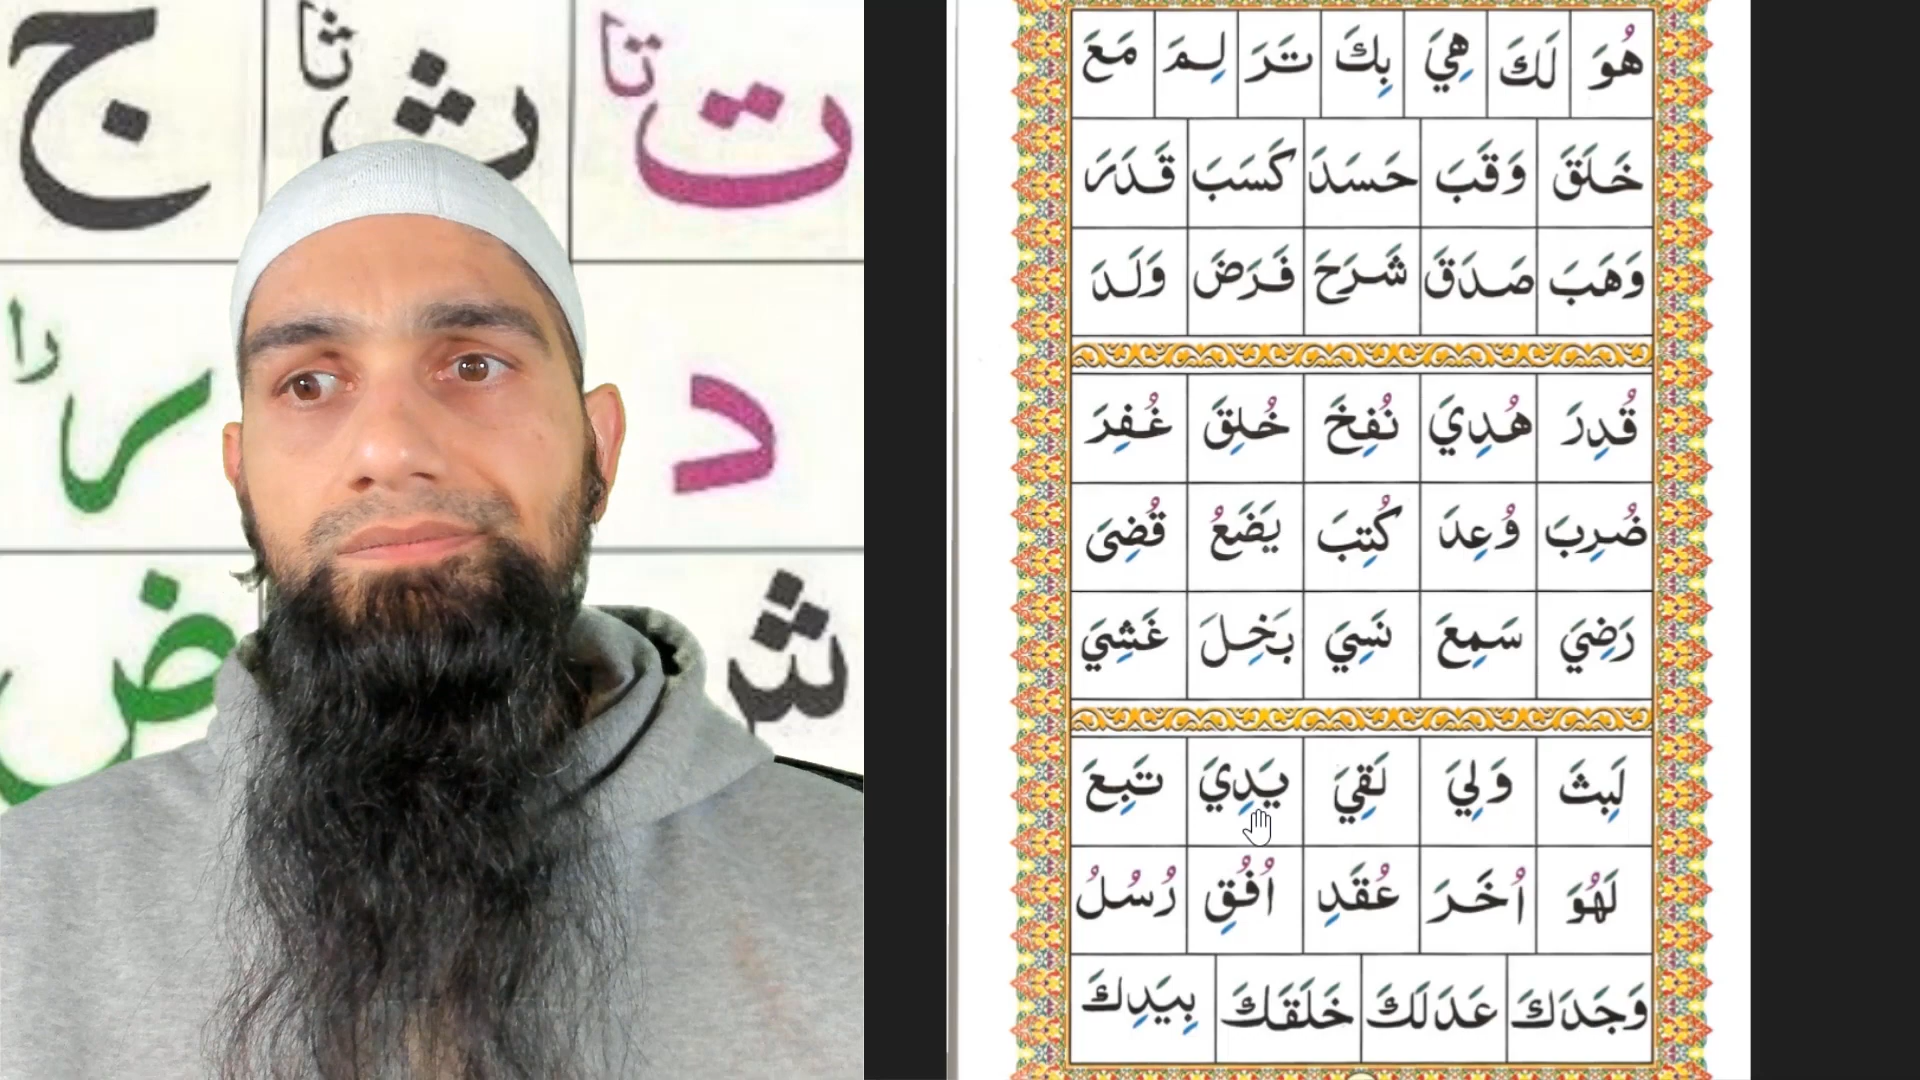 ج ثا ث تا ت
را ر د
ض ش
هُوَ لَكَ هِيَ بِكَ تَرَ لِمَ مَعَ
خَلَقَ وَقَبَ حَسَدَ كَسَبَ قَدَرَ
وَهَبَ صَدَقَ شَرَحَ فَرَضَ وَلَدَ
قُدِرَ هُدِيَ نُفِخَ خُلِقَ غُفِرَ
ضُرِبَ وُعِدَ كُتِبَ يَضَعُ قُضِىَ
رَضِيَ سَمِعَ نَسِيَ بَخِلَ غَشِيَ
لَبِثَ وَلِيَ لَقِيَ يَدِيَ تَبِعَ
لَهُوَ اُخَرَ عُقَدِ اُفُقِ رُسُلُ
وَجَدَكَ عَدَلَكَ خَلَقَكَ بِيَدِكَ